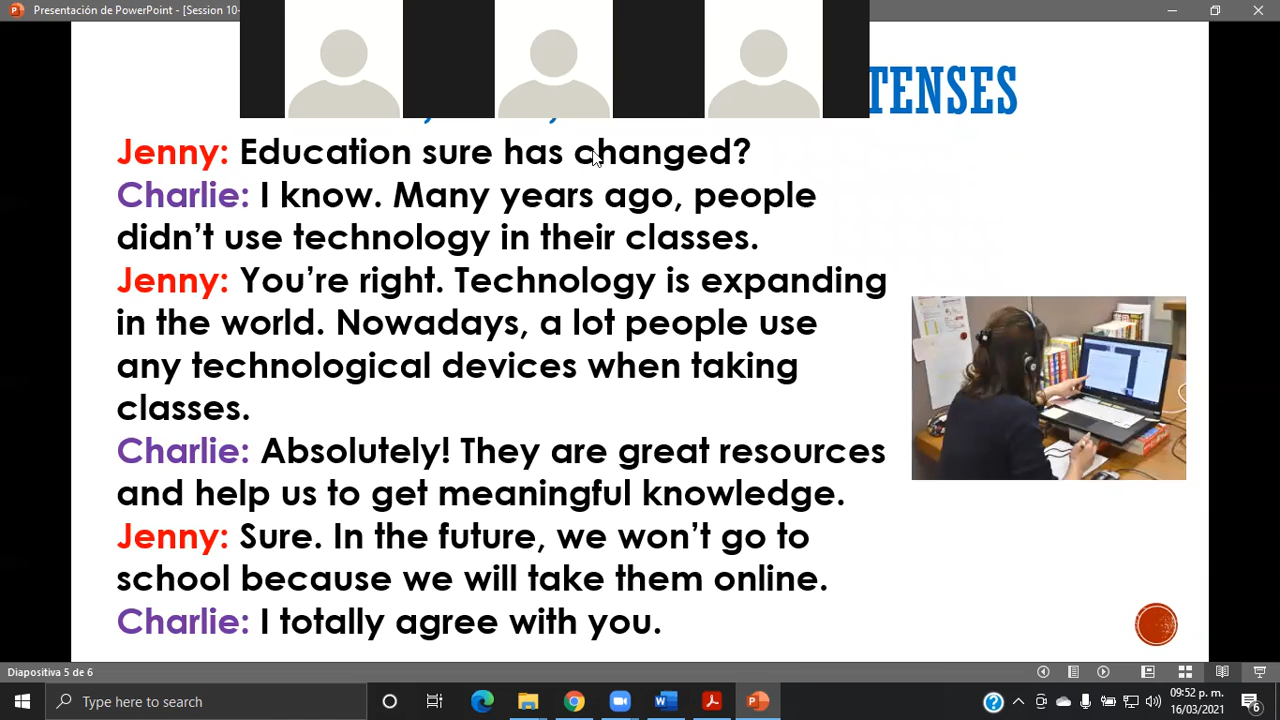 Presentación de PowerPoint - [Session 10-
TENSES
Jenny: Education sure has changed?
Charlie: I know. Many years ago, people
didn't use technology in their classes.
Jenny: You're right. Technology is expanding
in the world. Nowadays, a lot people use
any technological devices when taking
classes.
Charlie: Absolutely! They are great resources
and help us to get meaningful knowledge.
Jenny: Sure. In the future, we won't go to
school because we will take them online.
Charlie: I totally agree with you.
Diapositiva 5 de 6
Type here to search
09:52 p. m.
16/03/2021
6